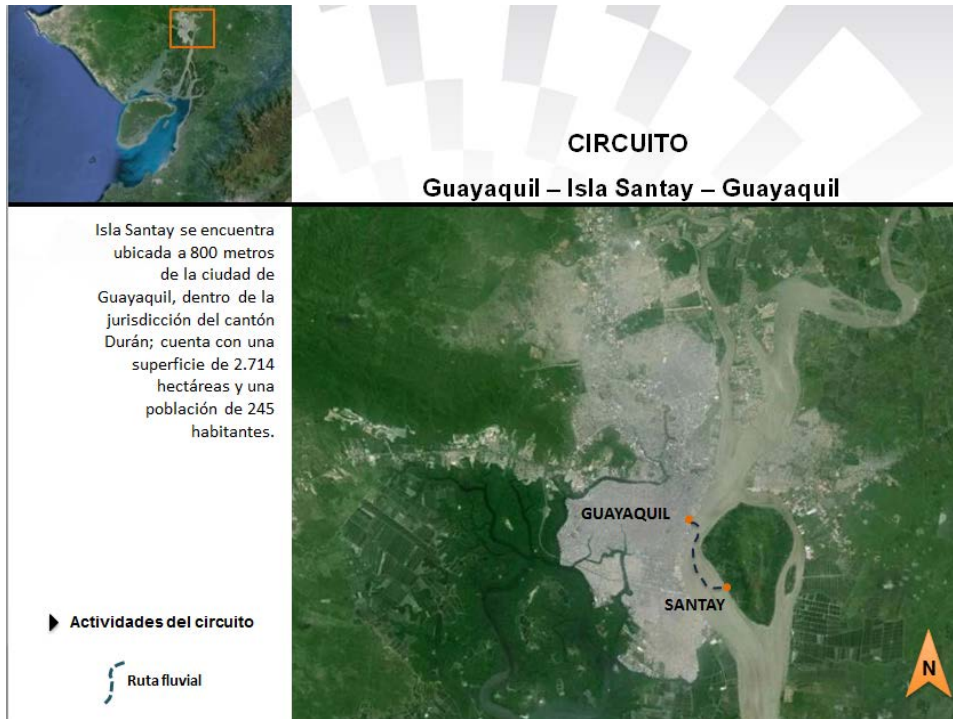 CIRCUITO
Guayaquil – Isla Santay – Guayaquil
Isla Santay se encuentra
ubicada a 800 metros
de la ciudad de
Guayaquil, dentro de la
jurisdicción del cantón
Durán; cuenta con una
superficie de 2.714
hectáreas y una
población de 245
habitantes.
GUAYAQUIL
SANTAY
Actividades del circuito
Ruta fluvial
N